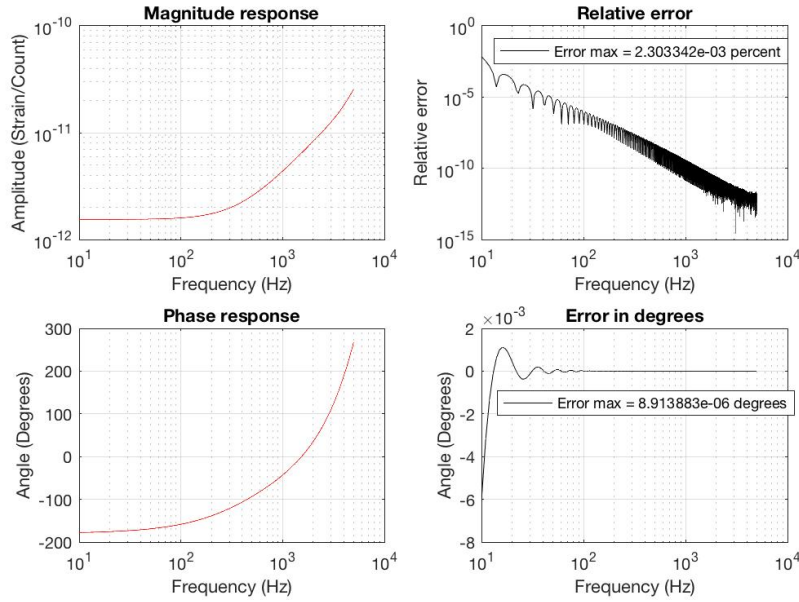 Magnitude response
10^-10
10^-11
10^-12
Amplitude (Strain/Count)
10^1 10^2 10^3 10^4
Frequency (Hz)
Relative error
10^0
10^-5
10^-10
10^-15
Relative error
Error max = 2.303342e-03 percent
10^1 10^2 10^3 10^4
Frequency (Hz)
Phase response
300
200
100
0
-100
-200
Angle (Degrees)
10^1 10^2 10^3 10^4
Frequency (Hz)
Error in degrees
×10^-3
2
0
-2
-4
-6
-8
Angle (Degrees)
Error max = 8.913883e-06 degrees
10^1 10^2 10^3 10^4
Frequency (Hz)